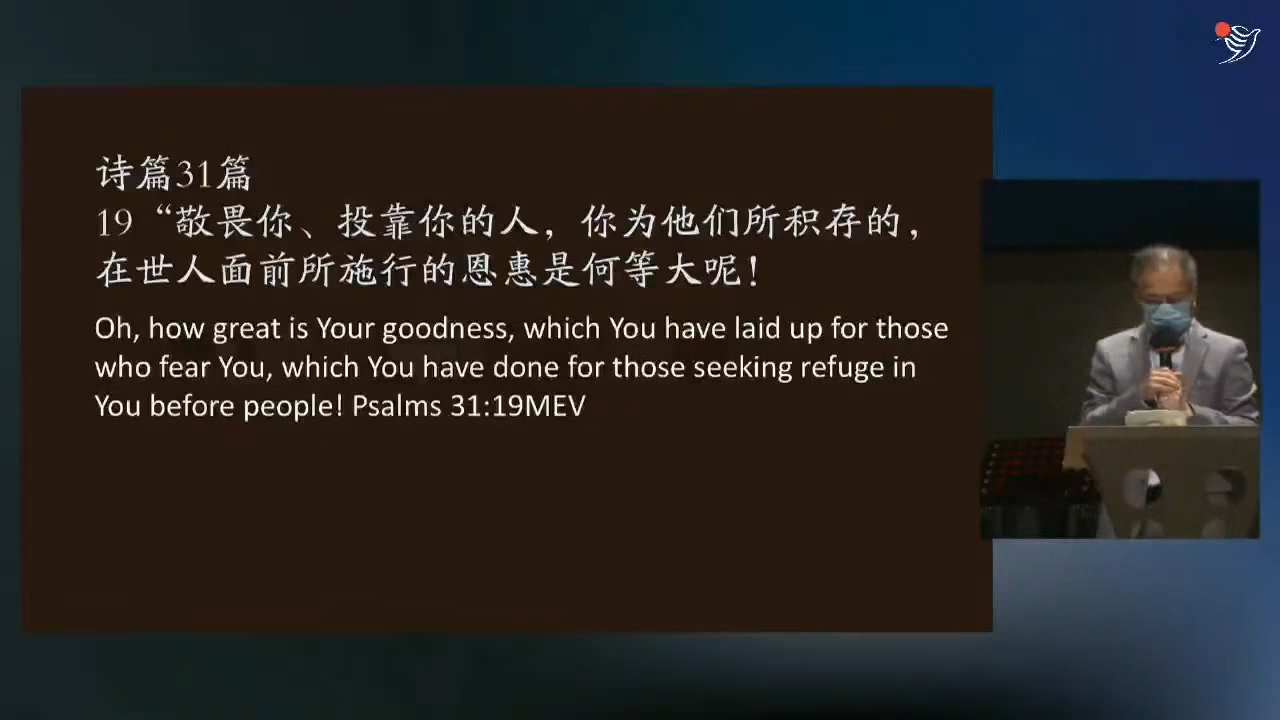 诗篇31篇
19 “敬畏你、投靠你的人，你为他们所积存的，
在世人面前所施行的恩惠是何等大呢！
Oh, how great is Your goodness, which You have laid up for those
who fear You, which You have done for those seeking refuge in
You before people! Psalms 31:19MEV